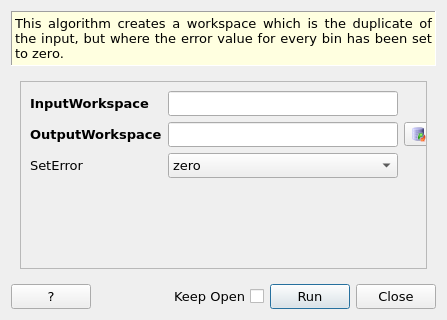 This algorithm creates a workspace which is the duplicate of
the input, but where the error value for every bin has been set
to zero.
InputWorkspace
OutputWorkspace
SetError
zero
?
Keep Open
Run
Close